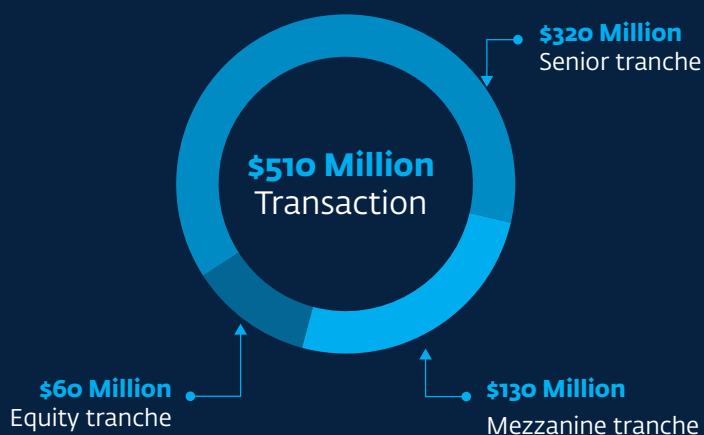 $320 Million
Senior tranche
$510 Million
Transaction
$60 Million
Equity tranche
$130 Million
Mezzanine tranche